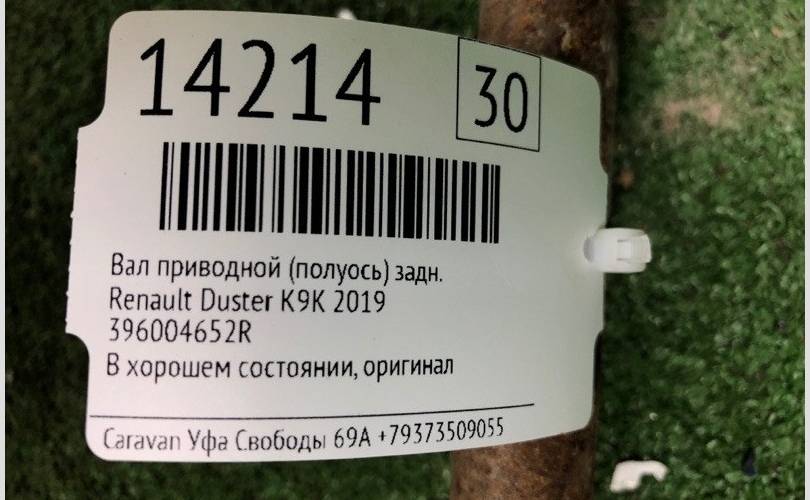 14214 30
Вал приводной (полуось) задн.
Renault Duster K9K 2019
396004652R
В хорошем состоянии, оригинал
Caravan Уфа Свободы 69А +79373509055